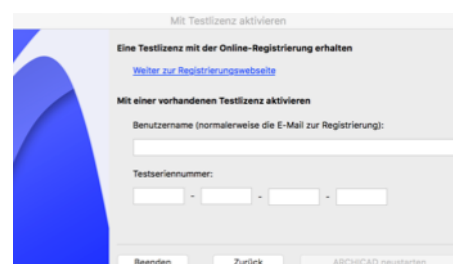 Mit Testlizenz aktivieren
Eine Testlizenz mit der Online-Registrierung erhalten
Weiter zur Registrierungswebseite
Mit einer vorhandenen Testlizenz aktivieren
Benutzername (normalerweise die E-Mail zur Registrierung):
Testseriennummer:
- - -
Beenden Zurück ARCHICAD neustarten